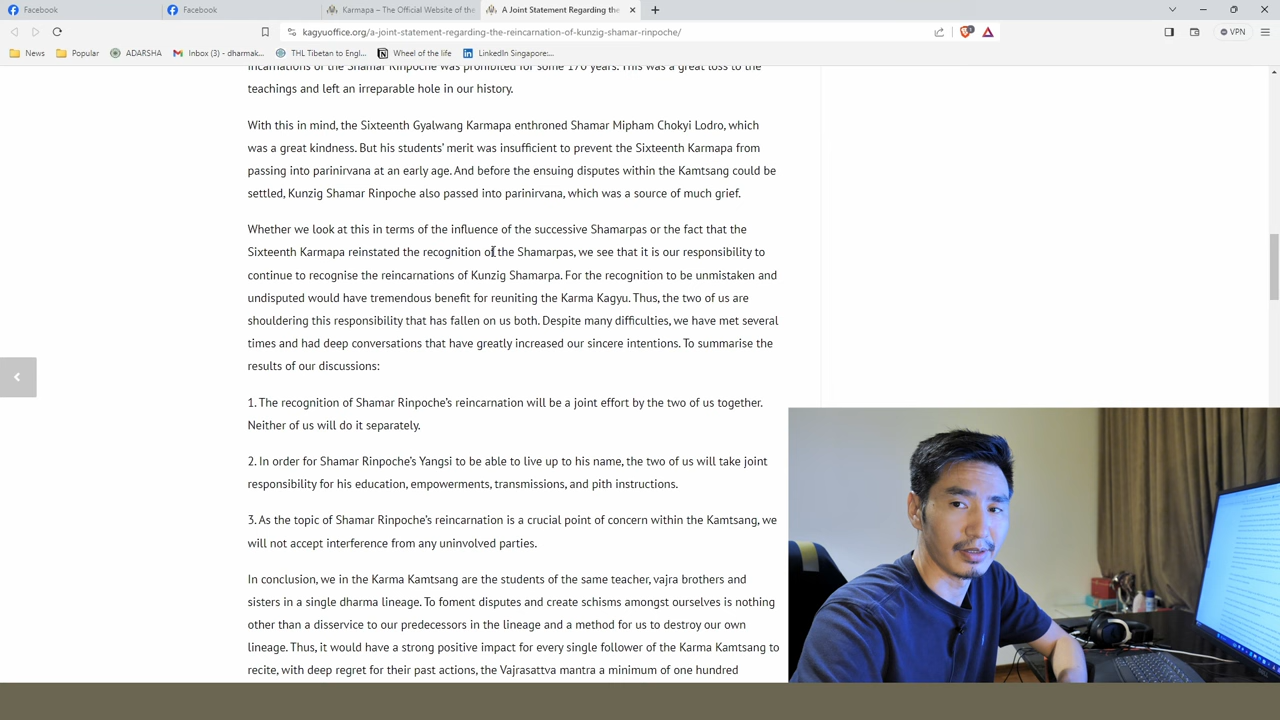 Facebook
Facebook
Karmapa – The Official Website of the
A Joint Statement Regarding the
kagyuoffice.org/a-joint-statement-regarding-the-reincarnation-of-kunzig-shamar-rinpoche/
VPN
News
Popular
ADARSHA
Inbox (3) - dharmak...
THL Tibetan to Engl...
Wheel of the life
LinkedIn Singapore:...
incarnations of the Shamar Rinpoche was prohibited for some 170 years. This was a great loss to the
teachings and left an irreparable hole in our history.
With this in mind, the Sixteenth Gyalwang Karmapa enthroned Shamar Mipham Chokyi Lodro, which
was a great kindness. But his students’ merit was insufficient to prevent the Sixteenth Karmapa from
passing into parinirvana at an early age. And before the ensuing disputes within the Kamtsang could be
settled, Kunzig Shamar Rinpoche also passed into parinirvana, which was a source of much grief.
Whether we look at this in terms of the influence of the successive Shamarpas or the fact that the
Sixteenth Karmapa reinstated the recognition of the Shamarpas, we see that it is our responsibility to
continue to recognise the reincarnations of Kunzig Shamarpa. For the recognition to be unmistaken and
undisputed would have tremendous benefit for reuniting the Karma Kagyu. Thus, the two of us are
shouldering this responsibility that has fallen on us both. Despite many difficulties, we have met several
times and had deep conversations that have greatly increased our sincere intentions. To summarise the
results of our discussions:
1. The recognition of Shamar Rinpoche’s reincarnation will be a joint effort by the two of us together.
Neither of us will do it separately.
2. In order for Shamar Rinpoche’s Yangsi to be able to live up to his name, the two of us will take joint
responsibility for his education, empowerments, transmissions, and pith instructions.
3. As the topic of Shamar Rinpoche’s reincarnation is a crucial point of concern within the Kamtsang, we
will not accept interference from any uninvolved parties.
In conclusion, we in the Karma Kamtsang are the students of the same teacher, vajra brothers and
sisters in a single dharma lineage. To foment disputes and create schisms amongst ourselves is nothing
other than a disservice to our predecessors in the lineage and a method for us to destroy our own
lineage. Thus, it would have a strong positive impact for every single follower of the Karma Kamtsang to
recite, with deep regret for their past actions, the Vajrasattva mantra a minimum of one hundred